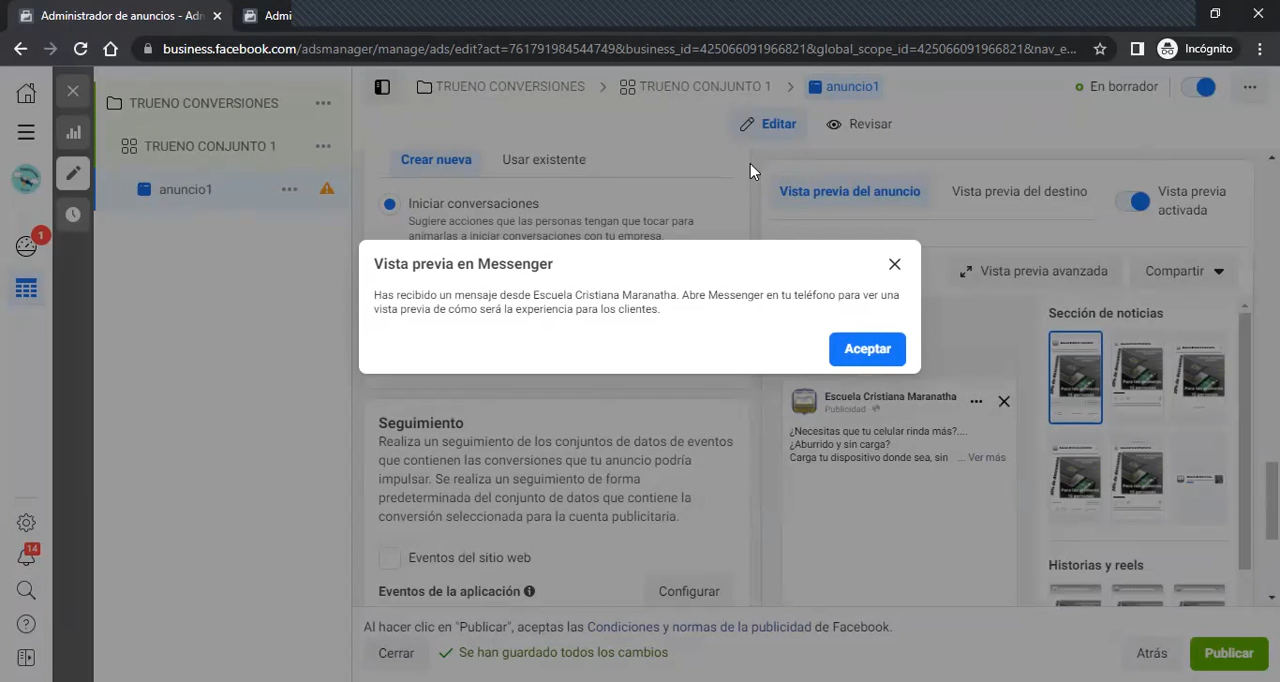 Administrador de anuncios - Adn
Admi
business.facebook.com/adsmanager/manage/ads/edit?act=761791984544749&business_id=425066091966821&global_scope_id=425066091966821&nav_e...
Incógnito
TRUENO CONVERSIONES
TRUENO CONJUNTO 1
anuncio1
1
14
TRUENO CONVERSIONES > TRUENO CONJUNTO 1 > anuncio1
En borrador
Editar
Revisar
Crear nueva
Usar existente
Iniciar conversaciones
Sugiere acciones que las personas tengan que tocar para
animarlas a iniciar conversaciones con tu empresa.
Vista previa del anuncio
Vista previa del destino
Vista previa
activada
Vista previa en Messenger
Has recibido un mensaje desde Escuela Cristiana Maranatha. Abre Messenger en tu teléfono para ver una
vista previa de cómo será la experiencia para los clientes.
Aceptar
Vista previa avanzada
Compartir
Sección de noticias
Escuela Cristiana Maranatha
Publicidad
¿Necesitas que tu celular rinda más?....
¿Aburrido y sin carga?
Carga tu dispositivo donde sea, sin ... Ver más
Historias y reels
Seguimiento
Realiza un seguimiento de los conjuntos de datos de eventos
que contienen las conversiones que tu anuncio podría
impulsar. Se realiza un seguimiento de forma
predeterminada del conjunto de datos que contiene la
conversión seleccionada para la cuenta publicitaria.
Eventos del sitio web
Eventos de la aplicación
Configurar
Al hacer clic en "Publicar", aceptas las Condiciones y normas de la publicidad de Facebook.
Cerrar
Se han guardado todos los cambios
Atrás
Publicar